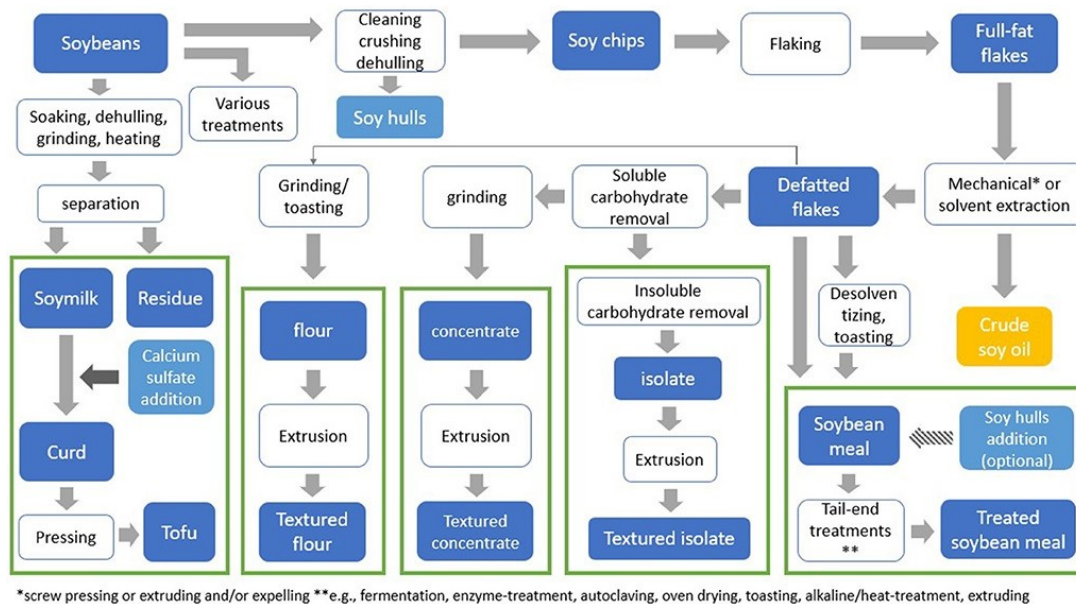 Soybeans
Cleaning
crushing
dehulling
Soy chips
Flaking
Full-fat
flakes
Soaking, dehulling,
grinding, heating
Various
treatments
Soy hulls
separation
Grinding/
toasting
grinding
Soluble
carbohydrate
removal
Defatted
flakes
Mechanical* or
solvent extraction
Soymilk
Residue
flour
concentrate
Insoluble
carbohydrate removal
Desolven
tizing,
toasting
Crude
soy oil
Calcium
sulfate
addition
isolate
Curd
Extrusion
Extrusion
Extrusion
Soybean
meal
Soy hulls
addition
(optional)
Pressing
Tofu
Textured
flour
Textured
concentrate
Textured isolate
Tail-end
treatments
**
Treated
soybean meal
*screw pressing or extruding and/or expelling **e.g., fermentation, enzyme-treatment, autoclaving, oven drying, toasting, alkaline/heat-treatment, extruding